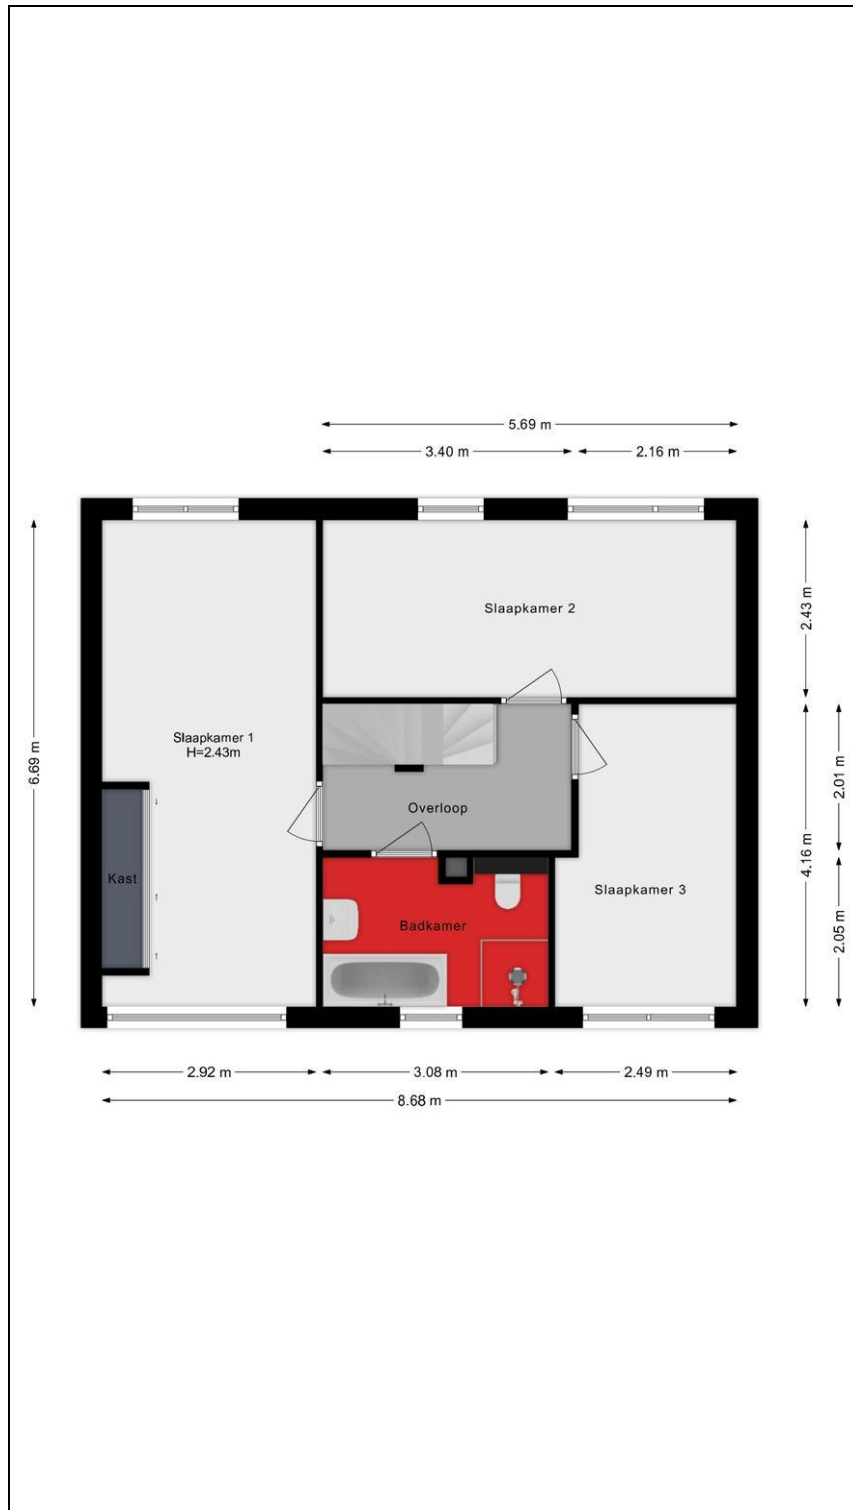 5.69 m
3.40 m
2.16 m
Slaapkamer 2
2.43 m
Slaapkamer 1
H=2.43m
6.69 m
Overloop
2.01 m
4.16 m
Kast
Slaapkamer 3
Badkamer
2.05 m
2.92 m
3.08 m
2.49 m
8.68 m